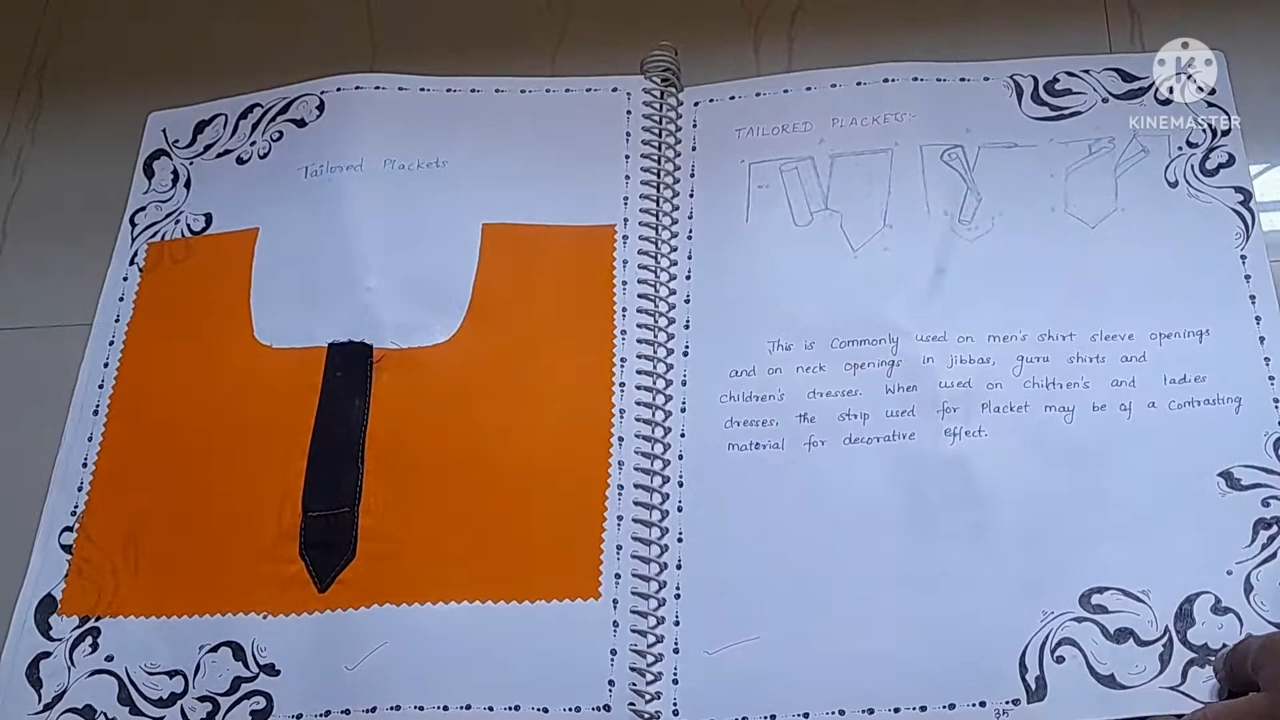 Tailored Plackets
TAILORED PLACKETS:-
This is Commonly used on men's shirt sleeve openings
and on neck openings in jibbas, guru shirts and
children's dresses. When used on children's and ladies
dresses, the strip used for Placket may be of a Contrasting
material for decorative effect.
35
KINEMASTER